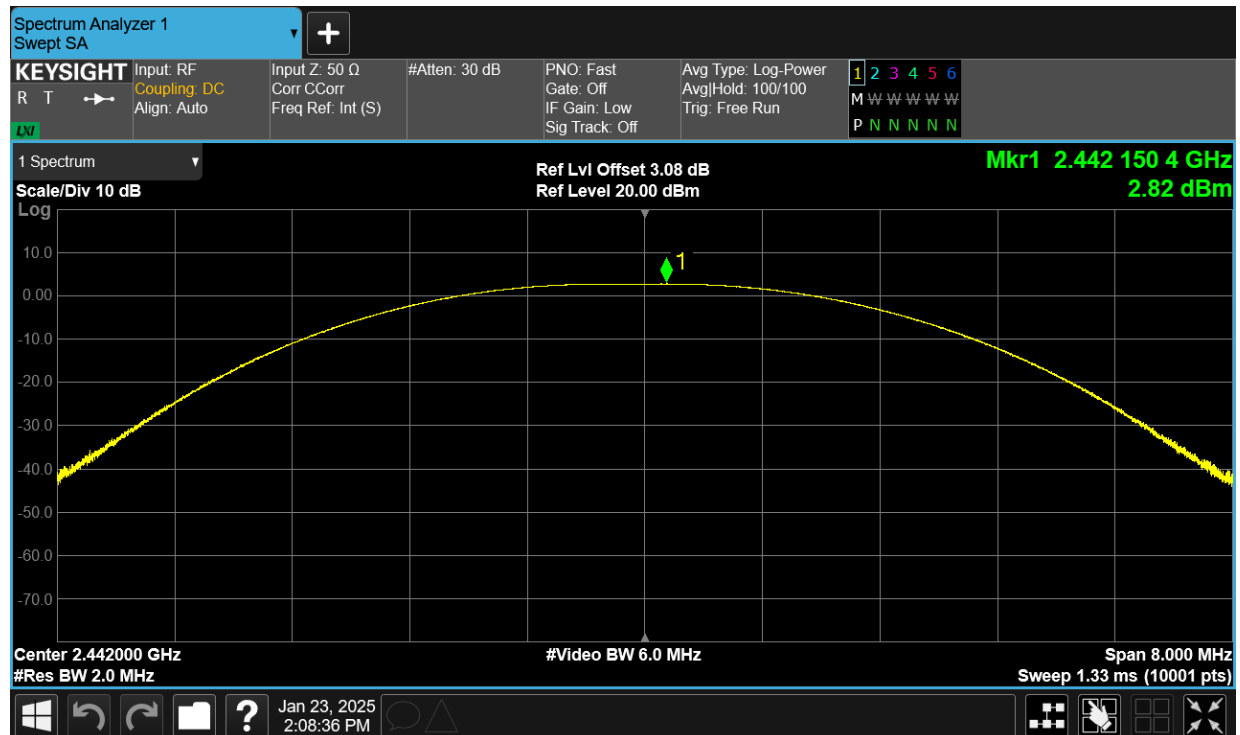 Spectrum Analyzer 1
Swept SA
+
KEYSIGHT
R T
LXI
Input: RF
Coupling: DC
Align: Auto
Input Z: 50 Ω
Corr CCorr
Freq Ref: Int (S)
#Atten: 30 dB
PNO: Fast
Gate: Off
IF Gain: Low
Sig Track: Off
Avg Type: Log-Power
Avg|Hold: 100/100
Trig: Free Run
1 2 3 4 5 6
M W W W W W
P N N N N N
1 Spectrum
Scale/Div 10 dB
Log
Ref Lvl Offset 3.08 dB
Ref Level 20.00 dBm
Mkr1 2.442 150 4 GHz
2.82 dBm
1
10.0
0.00
-10.0
-20.0
-30.0
-40.0
-50.0
-60.0
-70.0
Center 2.442000 GHz
#Res BW 2.0 MHz
#Video BW 6.0 MHz
Span 8.000 MHz
Sweep 1.33 ms (10001 pts)
?
Jan 23, 2025
2:08:36 PM